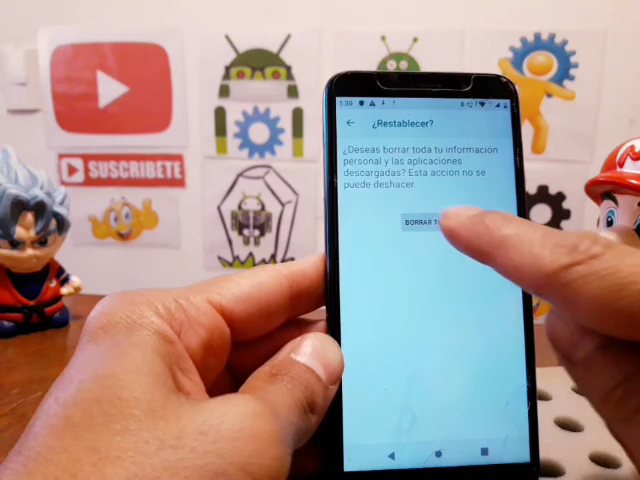 SUSCRIBETE
1:30
¿Restablecer?
¿Deseas borrar toda tu información
personal y las aplicaciones
descargadas? Esta acción no se
puede deshacer.
BORRAR